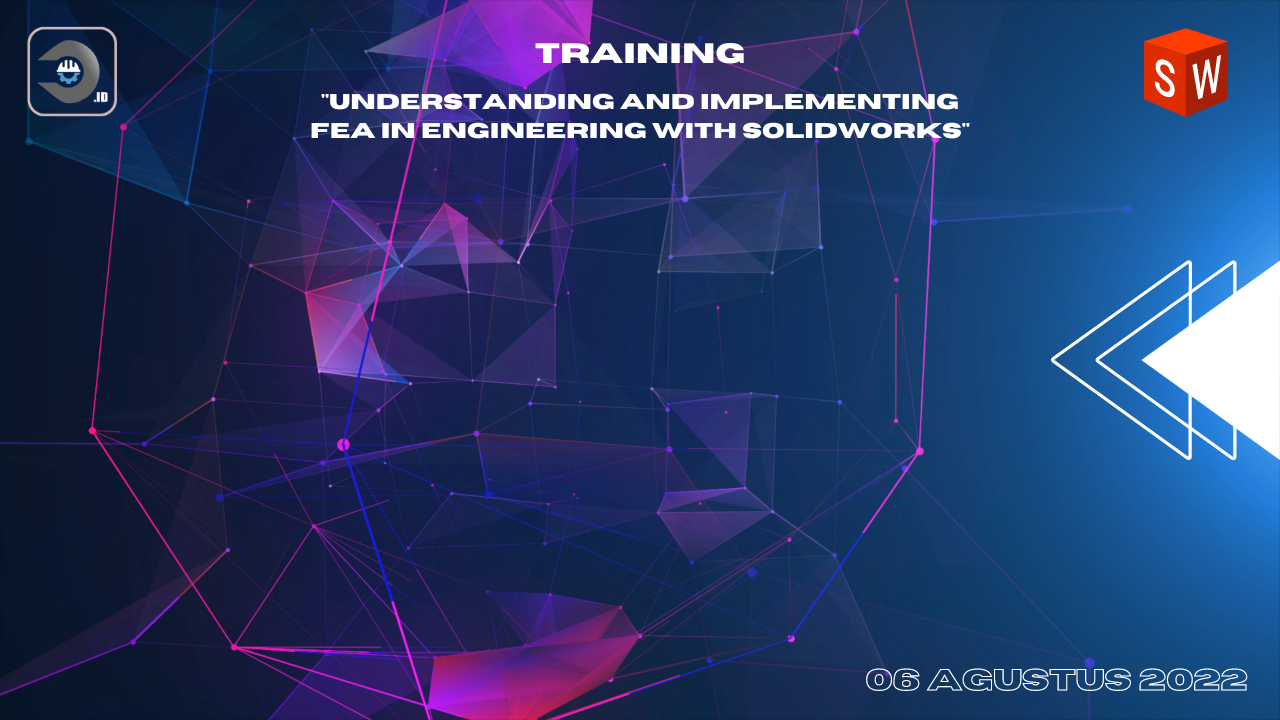 TRAINING
"UNDERSTANDING AND IMPLEMENTING
FEA IN ENGINEERING WITH SOLIDWORKS"
.ID
S W
06 AGUSTUS 2022